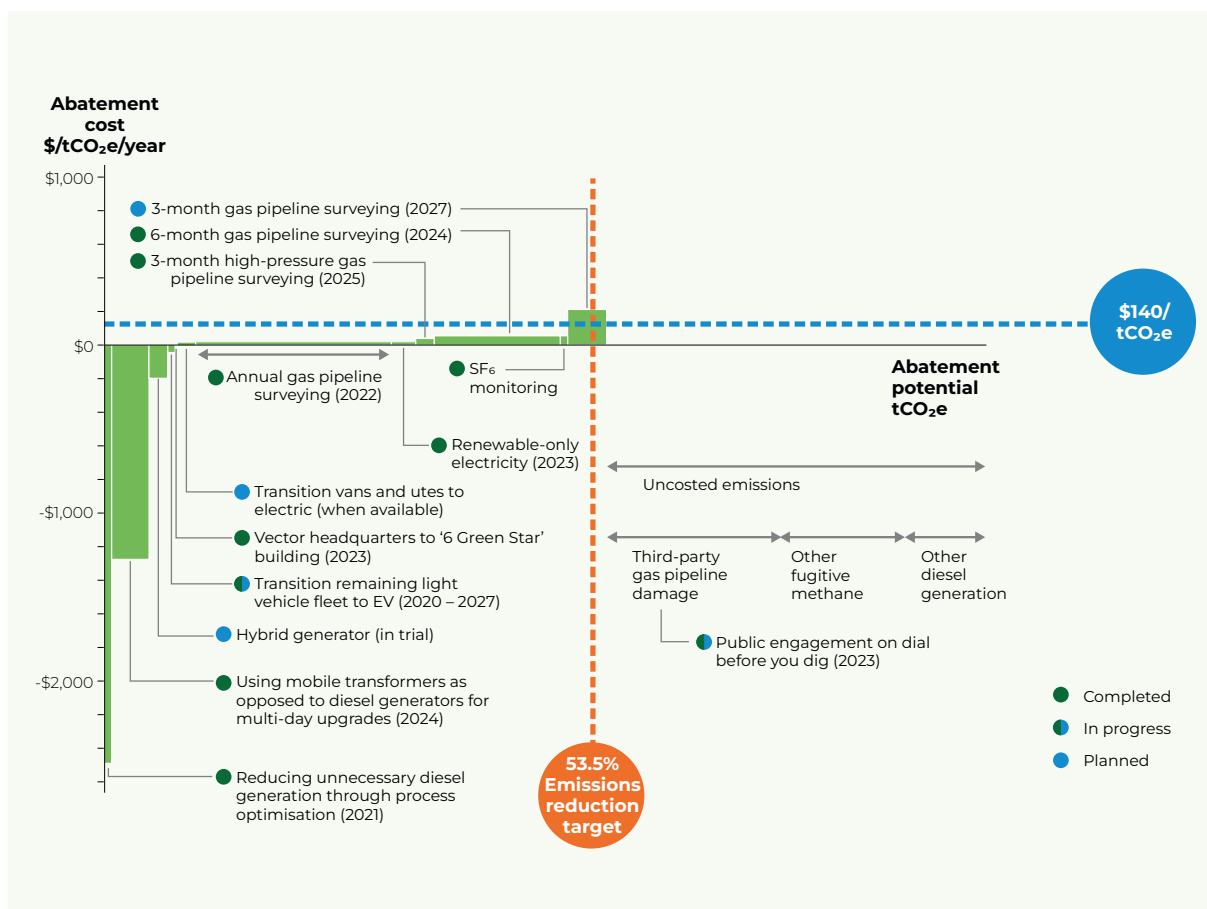 Abatement
cost
$/tCO₂e/year
$1,000
3-month gas pipeline surveying (2027)
6-month gas pipeline surveying (2024)
3-month high-pressure gas
pipeline surveying (2025)
$140/
tCO₂e
$0
Abatement
potential
tCO₂e
Annual gas pipeline
surveying (2022)
SF₆
monitoring
Renewable-only
electricity (2023)
Uncosted emissions
Transition vans and utes to
electric (when available)
-$1,000
Vector headquarters to ‘6 Green Star’
building (2023)
Third-party
gas pipeline
damage
Other
fugitive
methane
Other
diesel
generation
Transition remaining light
vehicle fleet to EV (2020 – 2027)
Hybrid generator (in trial)
Public engagement on dial
before you dig (2023)
-$2,000
Using mobile transformers as
opposed to diesel generators for
multi-day upgrades (2024)
Completed
In progress
Planned
Reducing unnecessary diesel
generation through process
optimisation (2021)
53.5%
Emissions
reduction
target